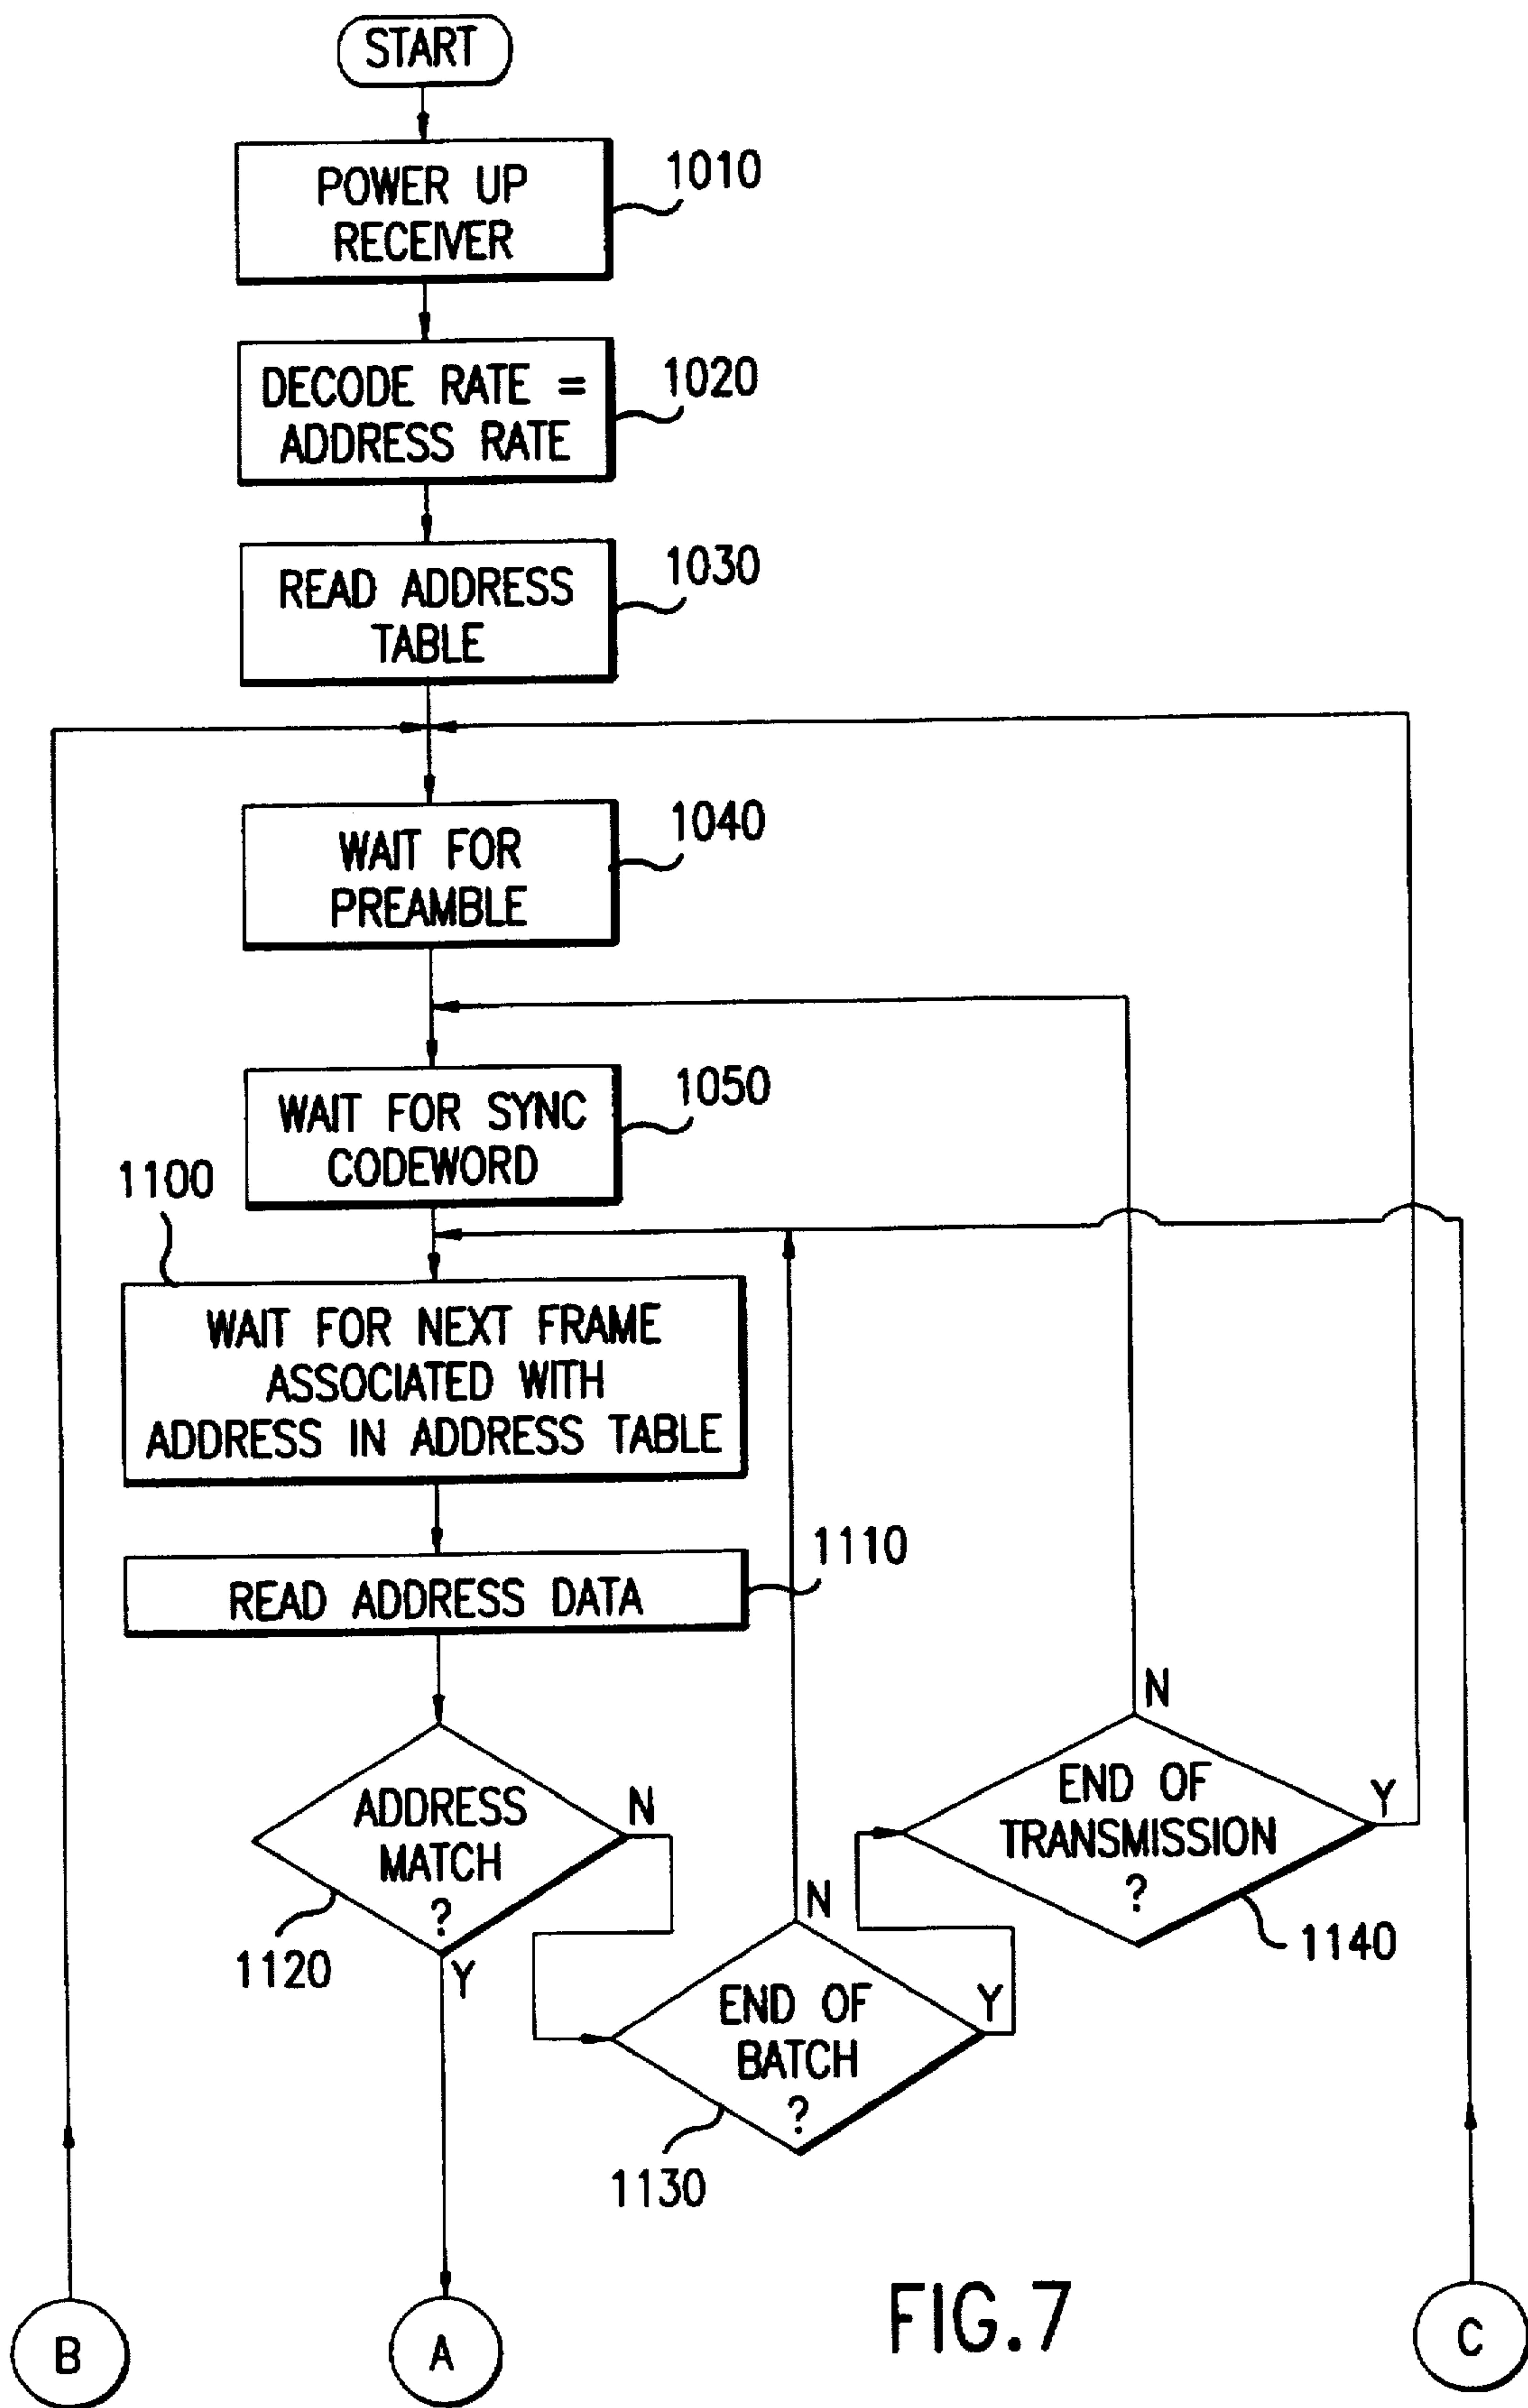 START
POWER UP
RECEIVER
1010
DECODE RATE =
ADDRESS RATE
1020
READ ADDRESS
TABLE
1030
WAIT FOR
PREAMBLE
1040
WAIT FOR SYNC
CODEWORD
1050
1100
WAIT FOR NEXT FRAME
ASSOCIATED WITH
ADDRESS IN ADDRESS TABLE
READ ADDRESS DATA
1110
ADDRESS
MATCH
?
N
Y
1120
END OF
BATCH
?
N
Y
1130
END OF
TRANSMISSION
?
N
Y
1140
B
A
FIG.7
C